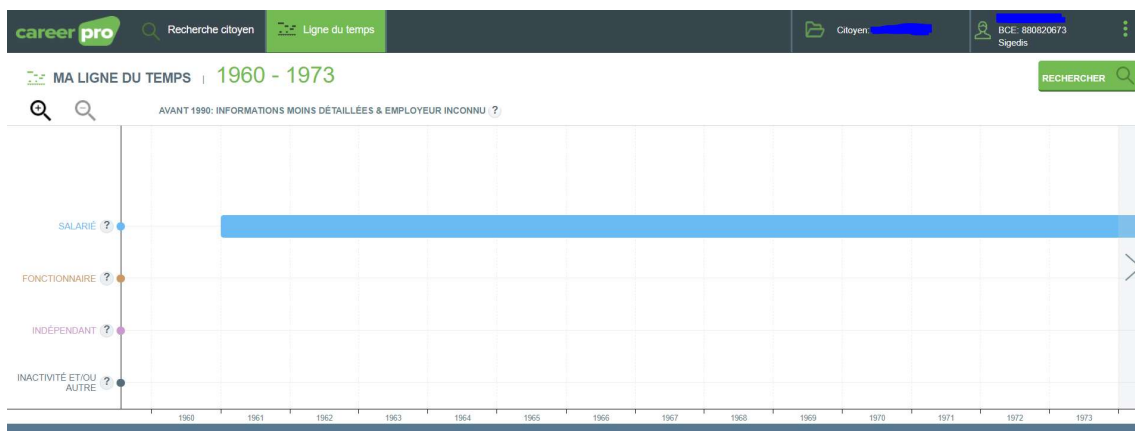 career pro
Recherche citoyen
Ligne du temps
Citoyen:
BCE: 880820673
Sigedis
MA LIGNE DU TEMPS | 1960 - 1973
RECHERCHER
AVANT 1990: INFORMATIONS MOINS DÉTAILLÉES & EMPLOYEUR INCONNU ?
SALARIÉ ?
FONCTIONNAIRE ?
INDÉPENDANT ?
INACTIVITÉ ET/OU
AUTRE ?
1960 1961 1962 1963 1964 1965 1966 1967 1968 1969 1970 1971 1972 1973